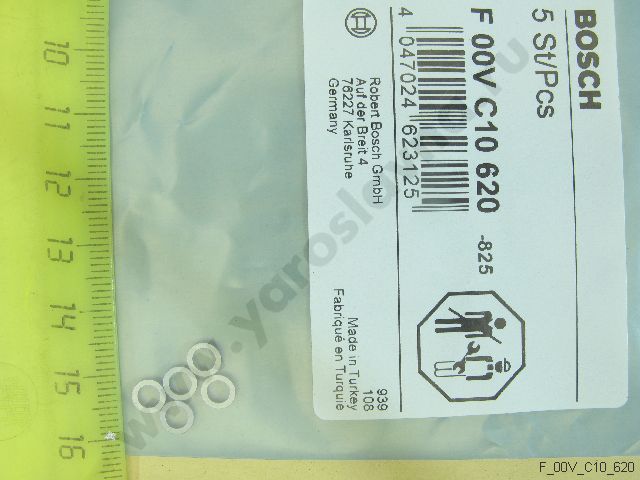 BOSCH
5 St/Pcs
F 00V C10 620
-825
4 047024 623125
Robert Bosch GmbH
Auf der Breit 4
76227 Karlsruhe
Germany
Made in Turkey
Fabriqué en Turquie
939
108
10
11
12
13
14
15
16
F_00V_C10_620